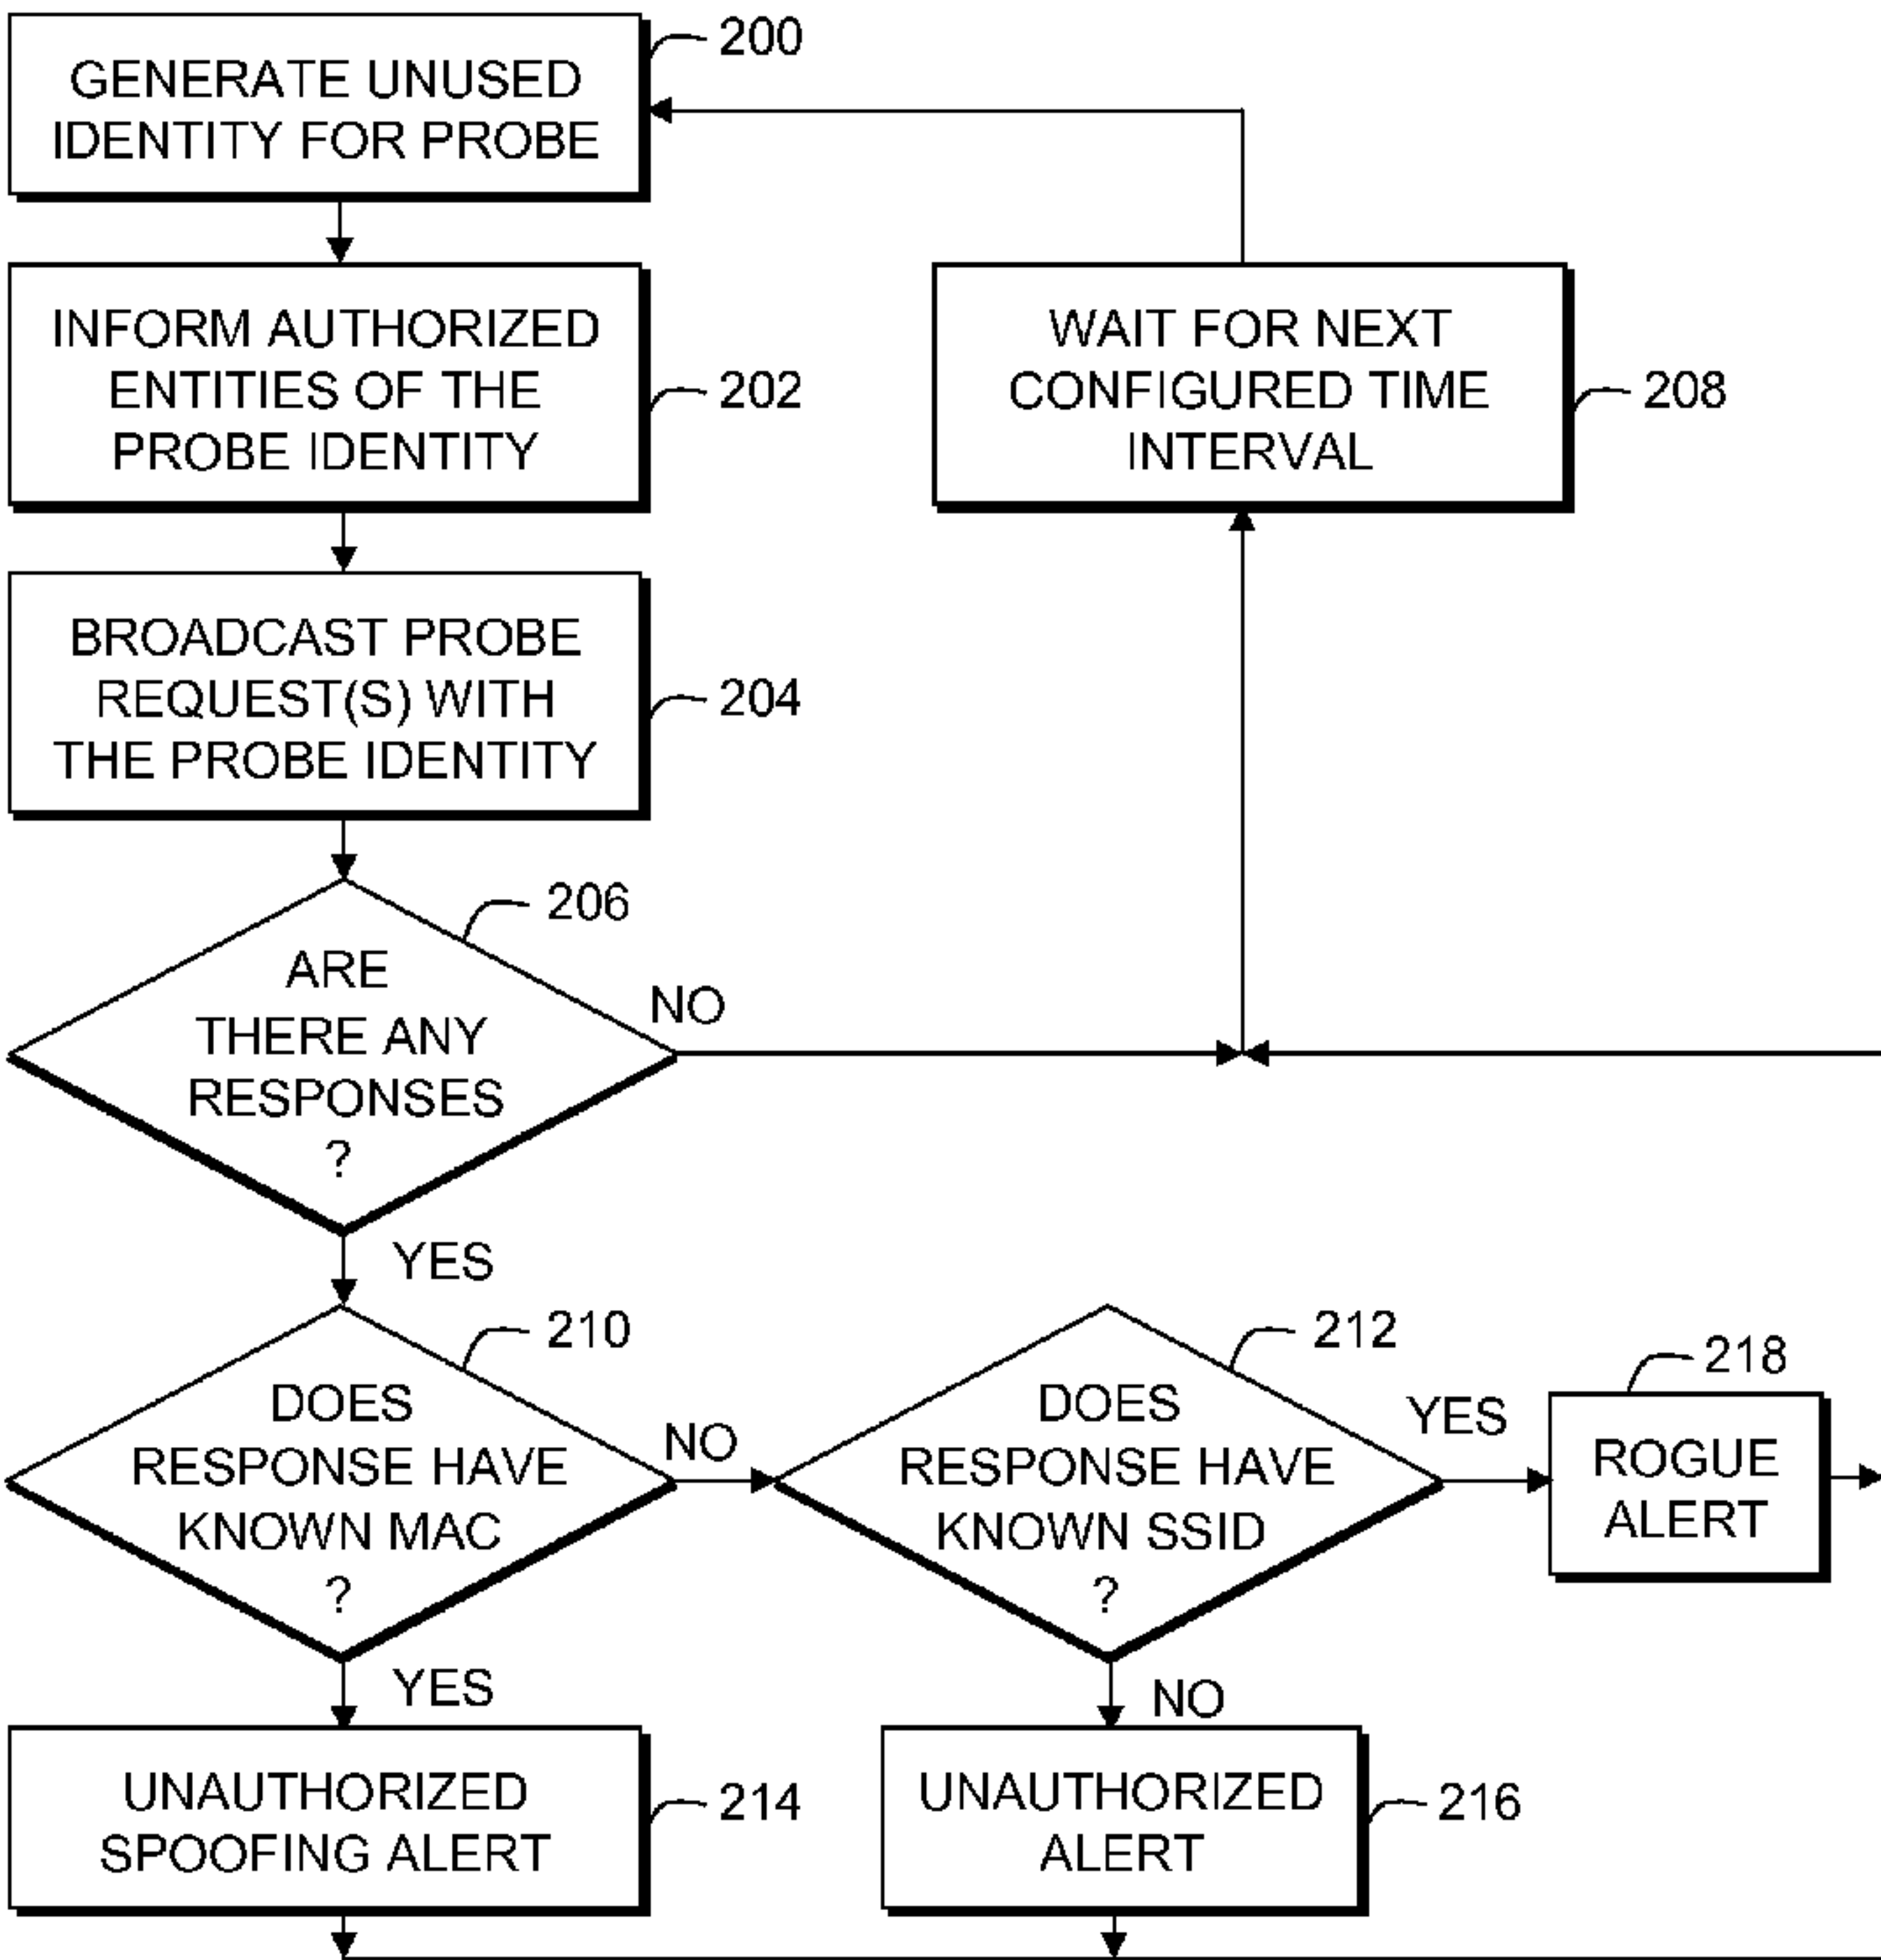 GENERATE UNUSED
IDENTITY FOR PROBE
200
INFORM AUTHORIZED
ENTITIES OF THE
PROBE IDENTITY
202
WAIT FOR NEXT
CONFIGURED TIME
INTERVAL
208
BROADCAST PROBE
REQUEST(S) WITH
THE PROBE IDENTITY
204
206
ARE
THERE ANY
RESPONSES
?
NO
YES
210
DOES
RESPONSE HAVE
KNOWN MAC
?
NO
212
DOES
RESPONSE HAVE
KNOWN SSID
?
YES
218
ROGUE
ALERT
YES
NO
UNAUTHORIZED
SPOOFING ALERT
214
UNAUTHORIZED
ALERT
216